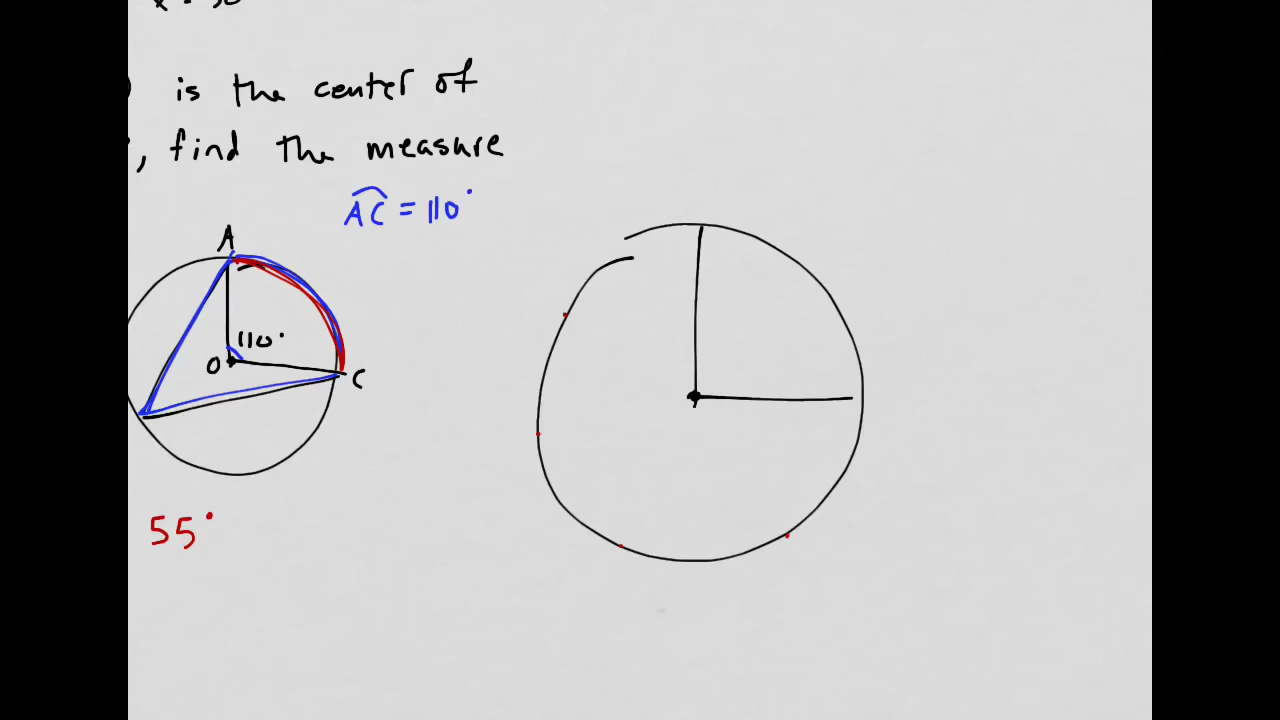 is the center of
, find the measure
AC = 110°
A
110°
O
C
55°